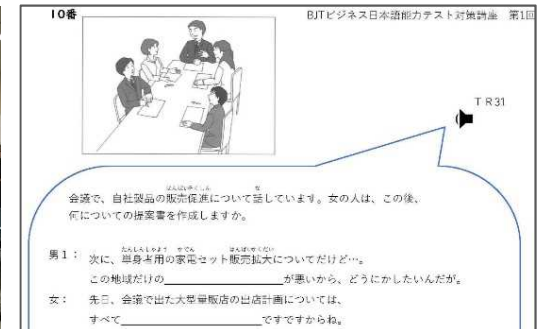 10番
BJTビジネス日本語能力テスト対策講座 第1回
TR31
会議で、自社製品の販売促進について話しています。女の人は、この後、
何についての提案書を作成しますか。
男1： 次に、単身者用の家電セット販売拡大についてだけど…。
この地域だけの＿＿＿＿＿＿＿＿＿＿が悪いから、どうにかしたいんだが。
女： 先日、会議で出た大型量販店の出店計画については、
すべて＿＿＿＿＿＿＿＿＿＿＿＿ですですからね。